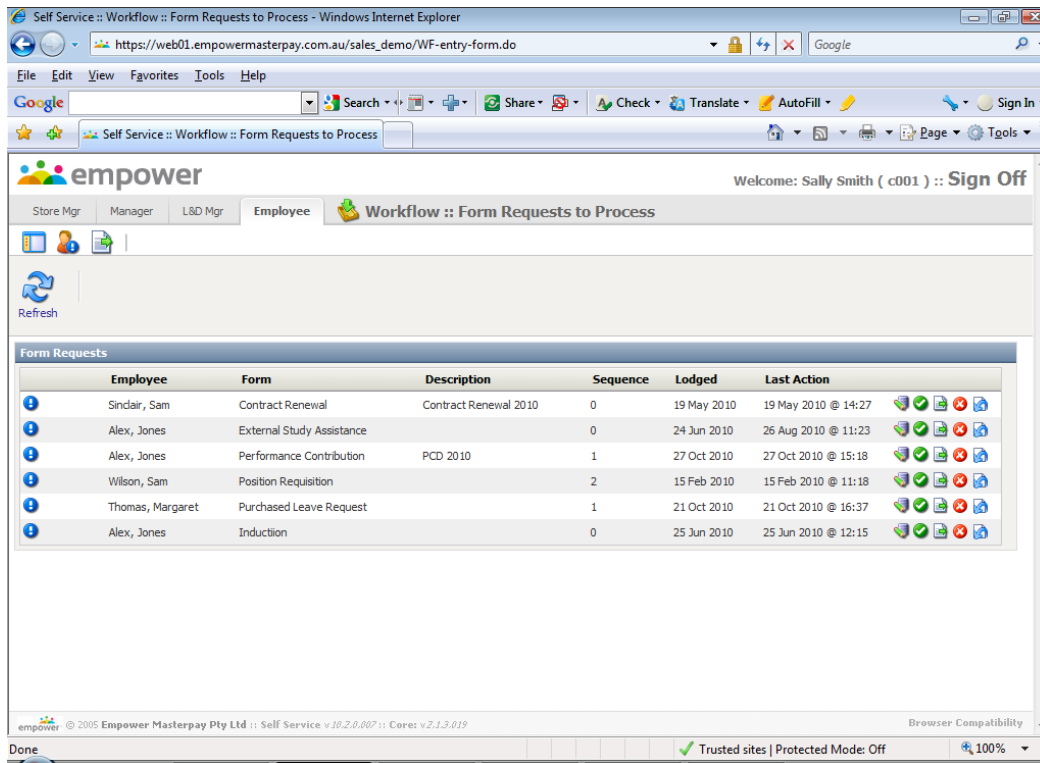 Self Service :: Workflow :: Form Requests to Process - Windows Internet Explorer
https://web01.empowermasterpay.com.au/sales_demo/WF-entry-form.do Google
File Edit View Favorites Tools Help
Google Search Share Check Translate AutoFill Sign In
Self Service :: Workflow :: Form Requests to Process Page Tools
empower Welcome: Sally Smith ( c001 ) :: Sign Off
Store Mgr Manager L&D Mgr Employee Workflow :: Form Requests to Process
Refresh
Form Requests
Employee Form Description Sequence Lodged Last Action
Sinclair, Sam Contract Renewal Contract Renewal 2010 0 19 May 2010 19 May 2010 @ 14:27
Alex, Jones External Study Assistance 0 24 Jun 2010 26 Aug 2010 @ 11:23
Alex, Jones Performance Contribution PCD 2010 1 27 Oct 2010 27 Oct 2010 @ 15:18
Wilson, Sam Position Requisition 2 15 Feb 2010 15 Feb 2010 @ 11:18
Thomas, Margaret Purchased Leave Request 1 21 Oct 2010 21 Oct 2010 @ 16:37
Alex, Jones Inductiion 0 25 Jun 2010 25 Jun 2010 @ 12:15
empower © 2005 Empower Masterpay Pty Ltd :: Self Service v10.2.0.007 :: Core: v2.1.3.019 Browser Compatibility
Done Trusted sites | Protected Mode: Off 100%